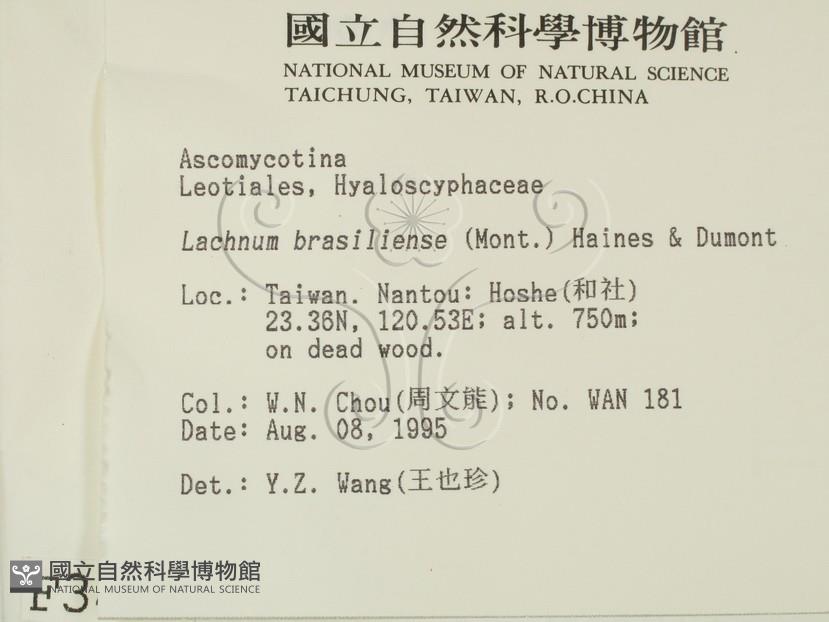 國立自然科學博物館
NATIONAL MUSEUM OF NATURAL SCIENCE
TAICHUNG, TAIWAN, R.O.CHINA
Ascomycotina
Leotiales, Hyaloscyphaceae
Lachnum brasiliense (Mont.) Haines & Dumont
Loc.: Taiwan. Nantou: Hoshe(和社)
23.36N, 120.53E; alt. 750m;
on dead wood.
Col.: W.N. Chou(周文能); No. WAN 181
Date: Aug. 08, 1995
Det.: Y.Z. Wang(王也珍)
國立自然科學博物館
NATIONAL MUSEUM OF NATURAL SCIENCE
F3